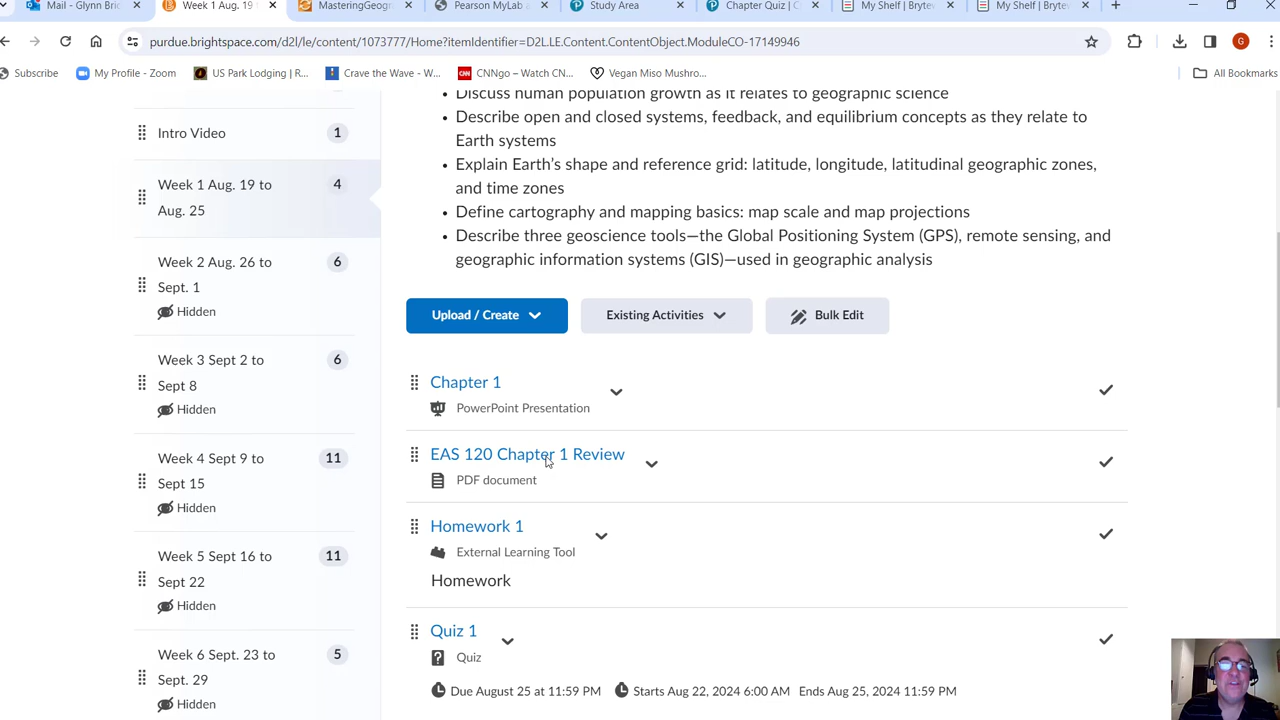 Mail - Glynn Bric
Week 1 Aug. 19
MasteringGeogr
Pearson MyLab
Study Area
Chapter Quiz | C
My Shelf | Brytev
My Shelf | Brytev
purdue.brightspace.com/d2l/le/content/1073777/Home?itemIdentifier=D2L.LE.Content.ContentObject.ModuleCO-17149946
G
Subscribe
My Profile - Zoom
US Park Lodging | R...
Crave the Wave - W...
CNNgo – Watch CN...
Vegan Miso Mushro...
All Bookmarks
Intro Video
1
Week 1 Aug. 19 to
Aug. 25
4
Week 2 Aug. 26 to
Sept. 1
6
Hidden
Week 3 Sept 2 to
Sept 8
6
Hidden
Week 4 Sept 9 to
Sept 15
11
Hidden
Week 5 Sept 16 to
Sept 22
11
Hidden
Week 6 Sept. 23 to
Sept. 29
5
Hidden
• Discuss human population growth as it relates to geographic science
• Describe open and closed systems, feedback, and equilibrium concepts as they relate to
Earth systems
• Explain Earth's shape and reference grid: latitude, longitude, latitudinal geographic zones,
and time zones
• Define cartography and mapping basics: map scale and map projections
• Describe three geoscience tools—the Global Positioning System (GPS), remote sensing, and
geographic information systems (GIS)—used in geographic analysis
Upload / Create
Existing Activities
Bulk Edit
Chapter 1
PowerPoint Presentation
EAS 120 Chapter 1 Review
PDF document
Homework 1
External Learning Tool
Homework
Quiz 1
Quiz
Due August 25 at 11:59 PM
Starts Aug 22, 2024 6:00 AM
Ends Aug 25, 2024 11:59 PM